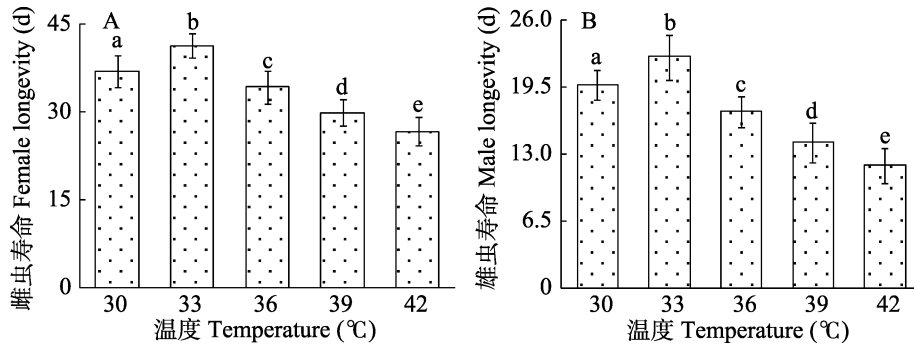 A
雌虫寿命 Female longevity (d)
45
30
15
0
a
b
c
d
e
30 33 36 39 42
温度 Temperature (℃)
B
雄虫寿命 Male longevity (d)
26.0
19.5
13.0
6.5
0
a
b
c
d
e
30 33 36 39 42
温度 Temperature (℃)